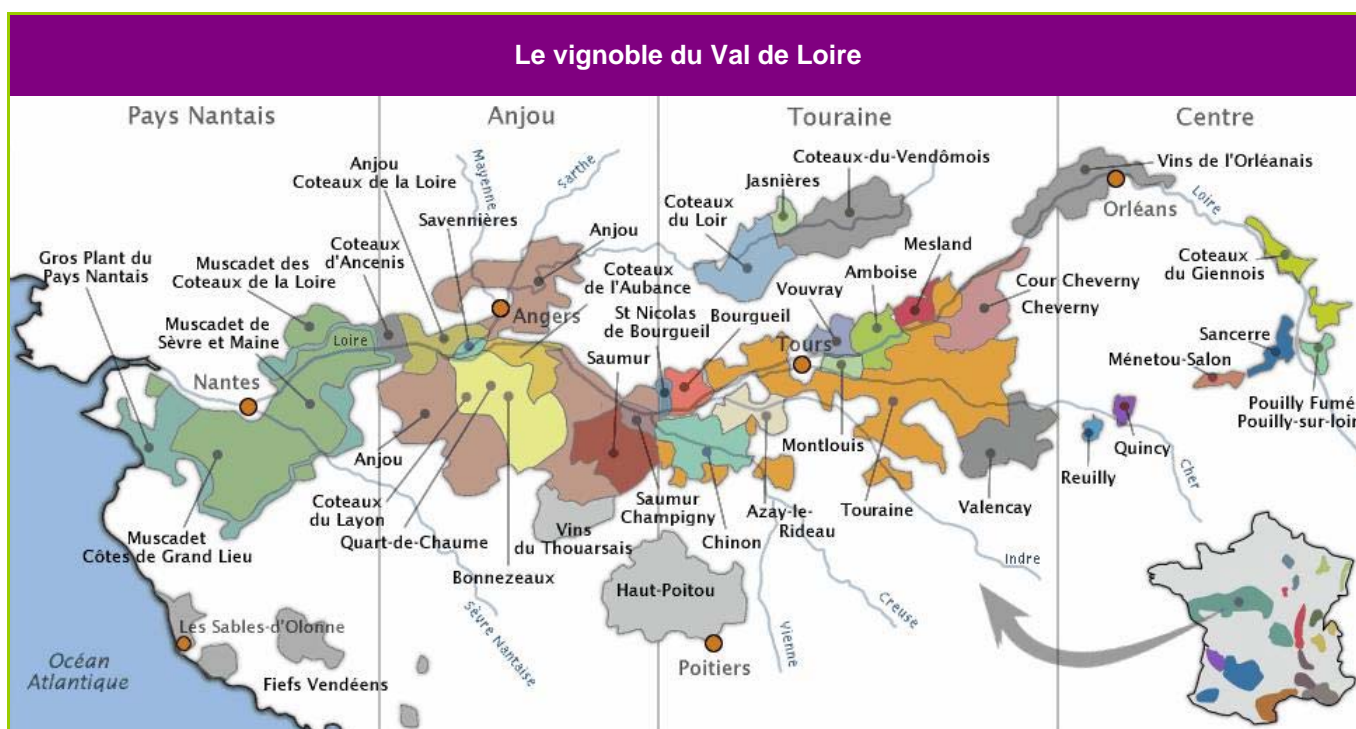 Le vignoble du Val de Loire
Pays Nantais
Anjou
Touraine
Centre
Gros Plant du
Pays Nantais
Muscadet des
Coteaux de la Loire
Muscadet de
Sèvre et Maine
Nantes
Muscadet
Côtes de Grand Lieu
Les Sables-d'Olonne
Océan
Atlantique
Fiefs Vendéens
Coteaux
d'Ancenis
Loire
Anjou
Coteaux de la Loire
Savennières
Mayenne
Sarthe
Anjou
Coteaux
de l'Aubance
Angers
Saumur
Anjou
Coteaux
du Layon
Quart-de-Chaume
Bonnezeaux
Vins
du Thouarsais
Sèvre Nantaise
Saumur
Champigny
St Nicolas
de Bourgueil
Bourgueil
Coteaux
du Loir
Jasnières
Coteaux-du-Vendômois
Vouvray
Amboise
Mesland
Cour Cheverny
Cheverny
Tours
Montlouis
Chinon
Azay-le-
Rideau
Touraine
Valencay
Haut-Poitou
Poitiers
Vienne
Creuse
Indre
Cher
Vins de l'Orléanais
Orléans
Loire
Coteaux
du Giennois
Sancerre
Ménetou-Salon
Pouilly Fumé
Pouilly-sur-loir
Quincy
Reuilly